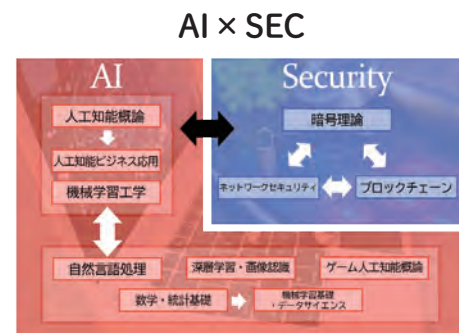 AI × SEC
AI
人工知能概論
人工知能ビジネス応用
機械学習工学
Security
暗号理論
ネットワークセキュリティ
ブロックチェーン
自然言語処理
深層学習・画像認識
ゲーム人工知能概論
数学・統計基礎
機械学習基礎
・データサイエンス